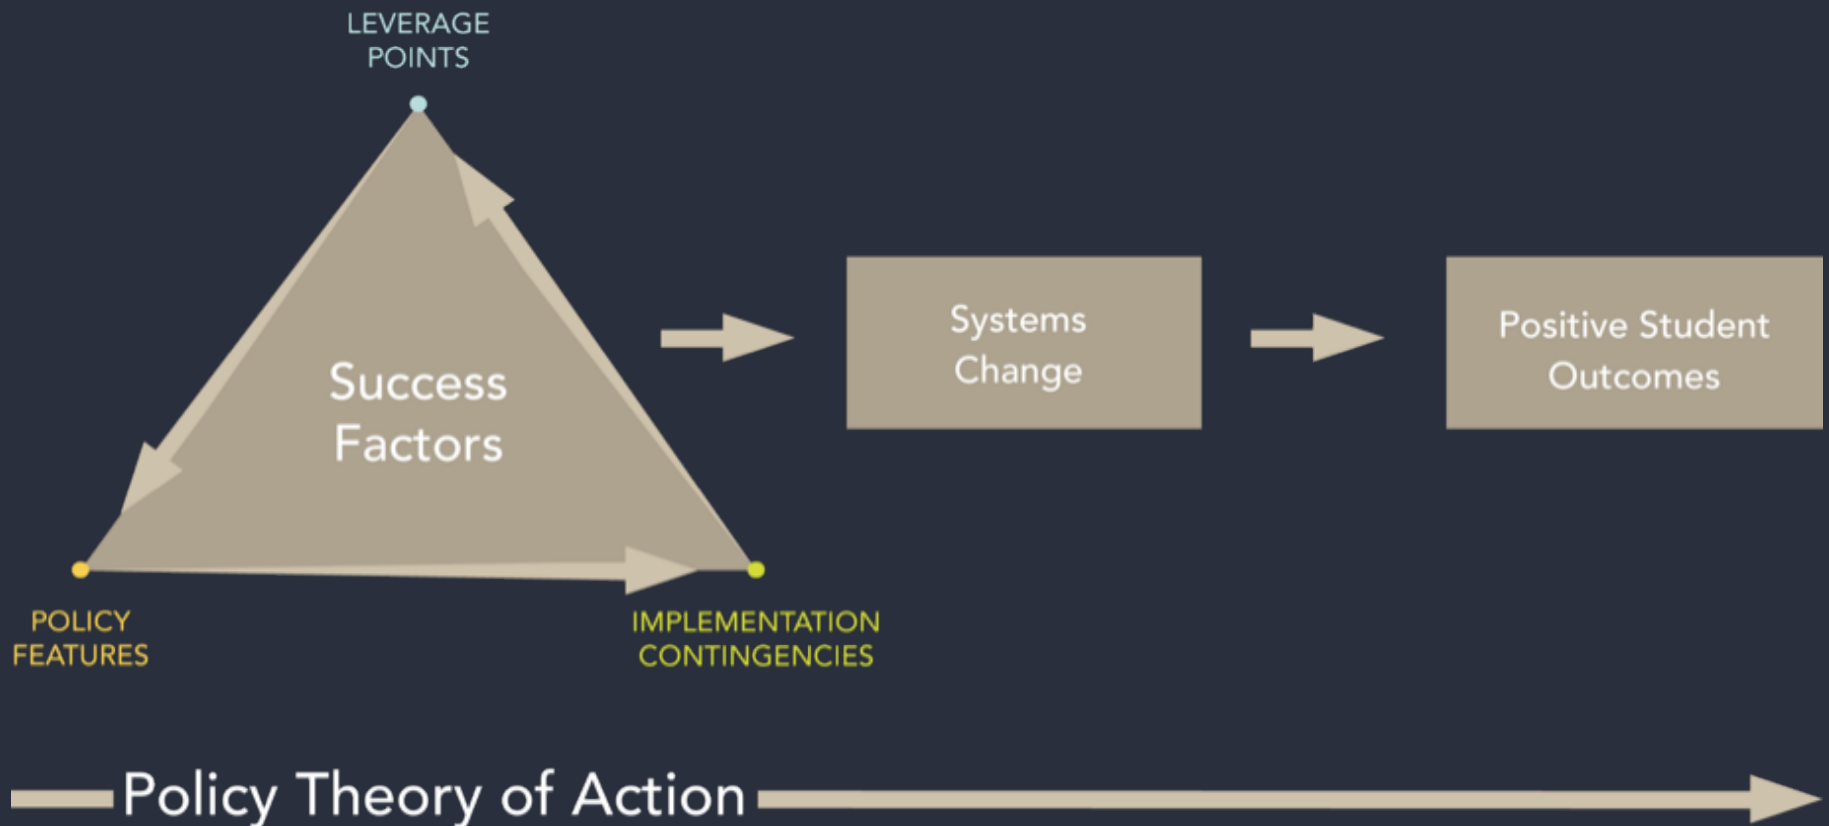 LEVERAGE
POINTS
Success
Factors
POLICY
FEATURES
IMPLEMENTATION
CONTINGENCIES
Systems
Change
Positive Student
Outcomes
Policy Theory of Action